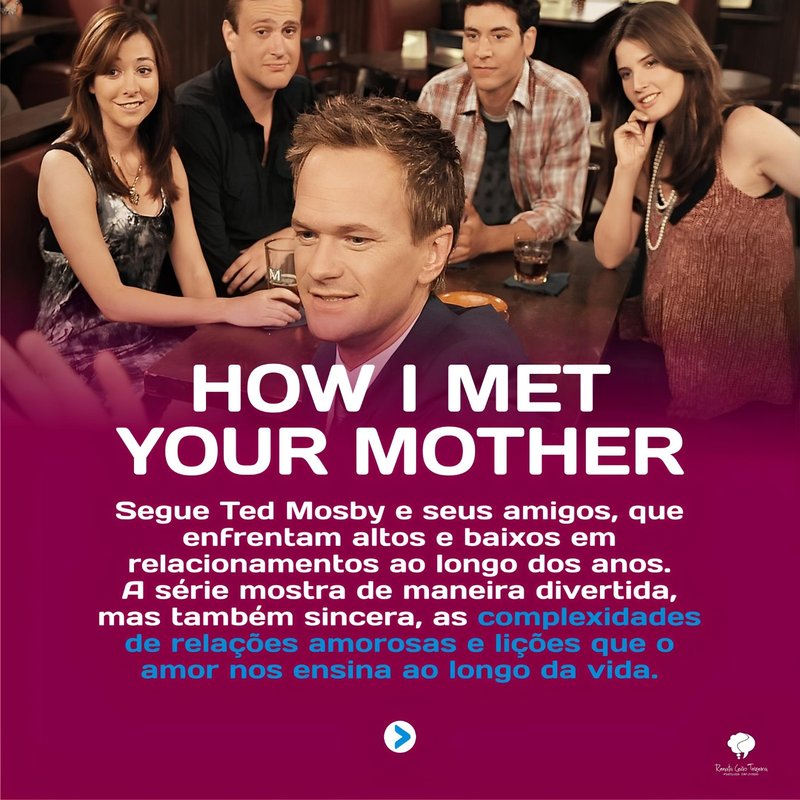 M
HOW I MET
YOUR MOTHER
Segue Ted Mosby e seus amigos, que
enfrentam altos e baixos em
relacionamentos ao longo dos anos.
A série mostra de maneira divertida,
mas também sincera, as complexidades
de relações amorosas e lições que o
amor nos ensina ao longo da vida.